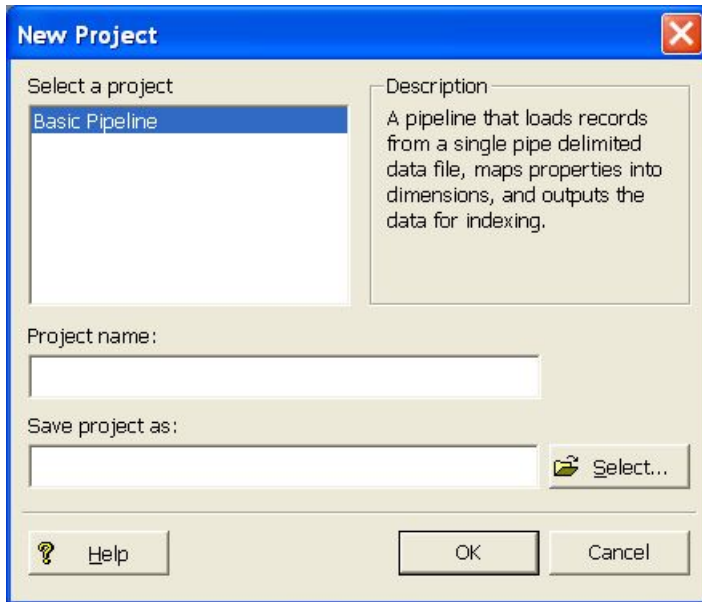 New Project
Select a project
Basic Pipeline
Description
A pipeline that loads records
from a single pipe delimited
data file, maps properties into
dimensions, and outputs the
data for indexing.
Project name:
Save project as:
Select...
Help
OK
Cancel